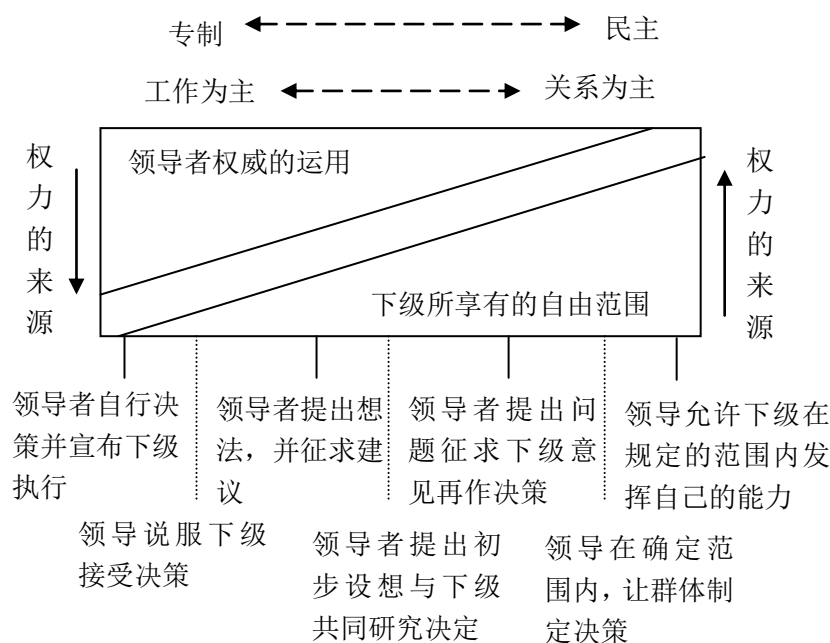 专制
民主
工作为主
关系为主
权力的来源
领导者权威的运用
下级所享有的自由范围
权力的来源
领导者自行决
策并宣布下级
执行
领导说服下级
接受决策
领导者提出想
法，并征求建
议
领导者提出初
步设想与下级
共同研究决定
领导者提出问
题征求下级意
见再作决策
领导在确定范
围内，让群体制
定决策
领导允许下级在
规定的范围内发
挥自己的能力